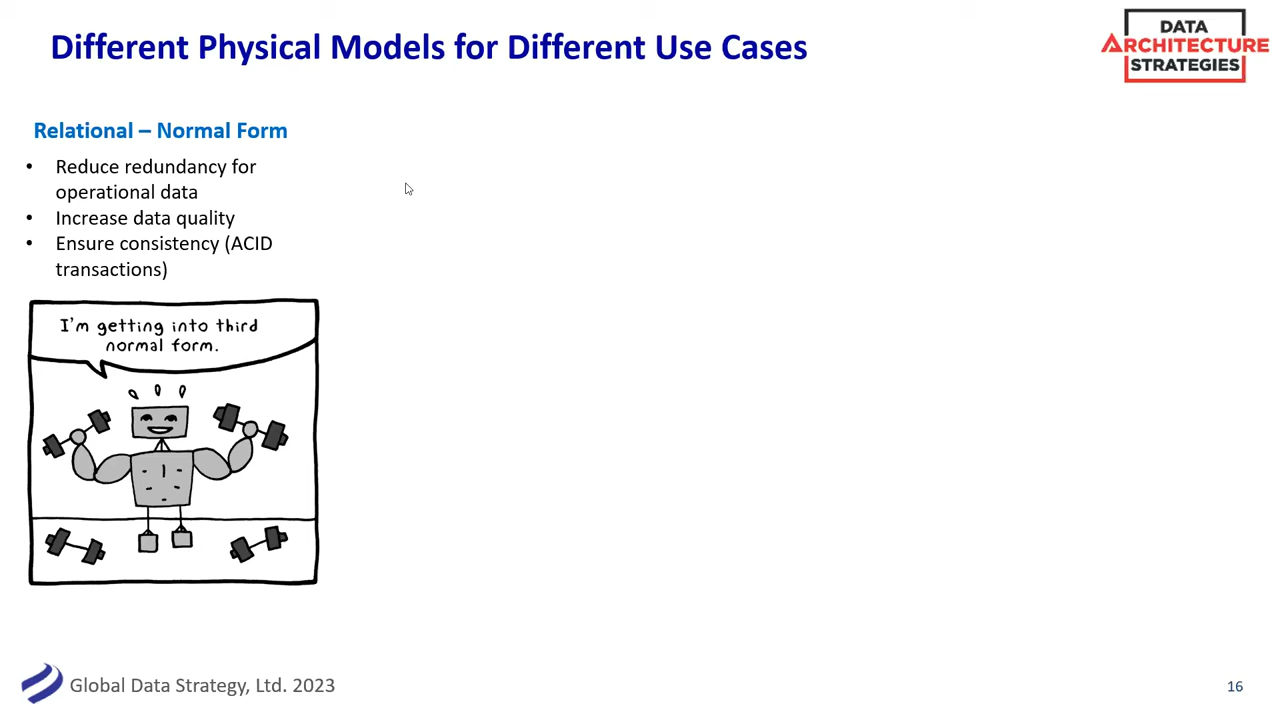 Different Physical Models for Different Use Cases
DATA
ARCHITECTURE
STRATEGIES
Relational – Normal Form
• Reduce redundancy for
operational data
• Increase data quality
• Ensure consistency (ACID
transactions)
I'm getting into third
normal form.
Global Data Strategy, Ltd. 2023
16